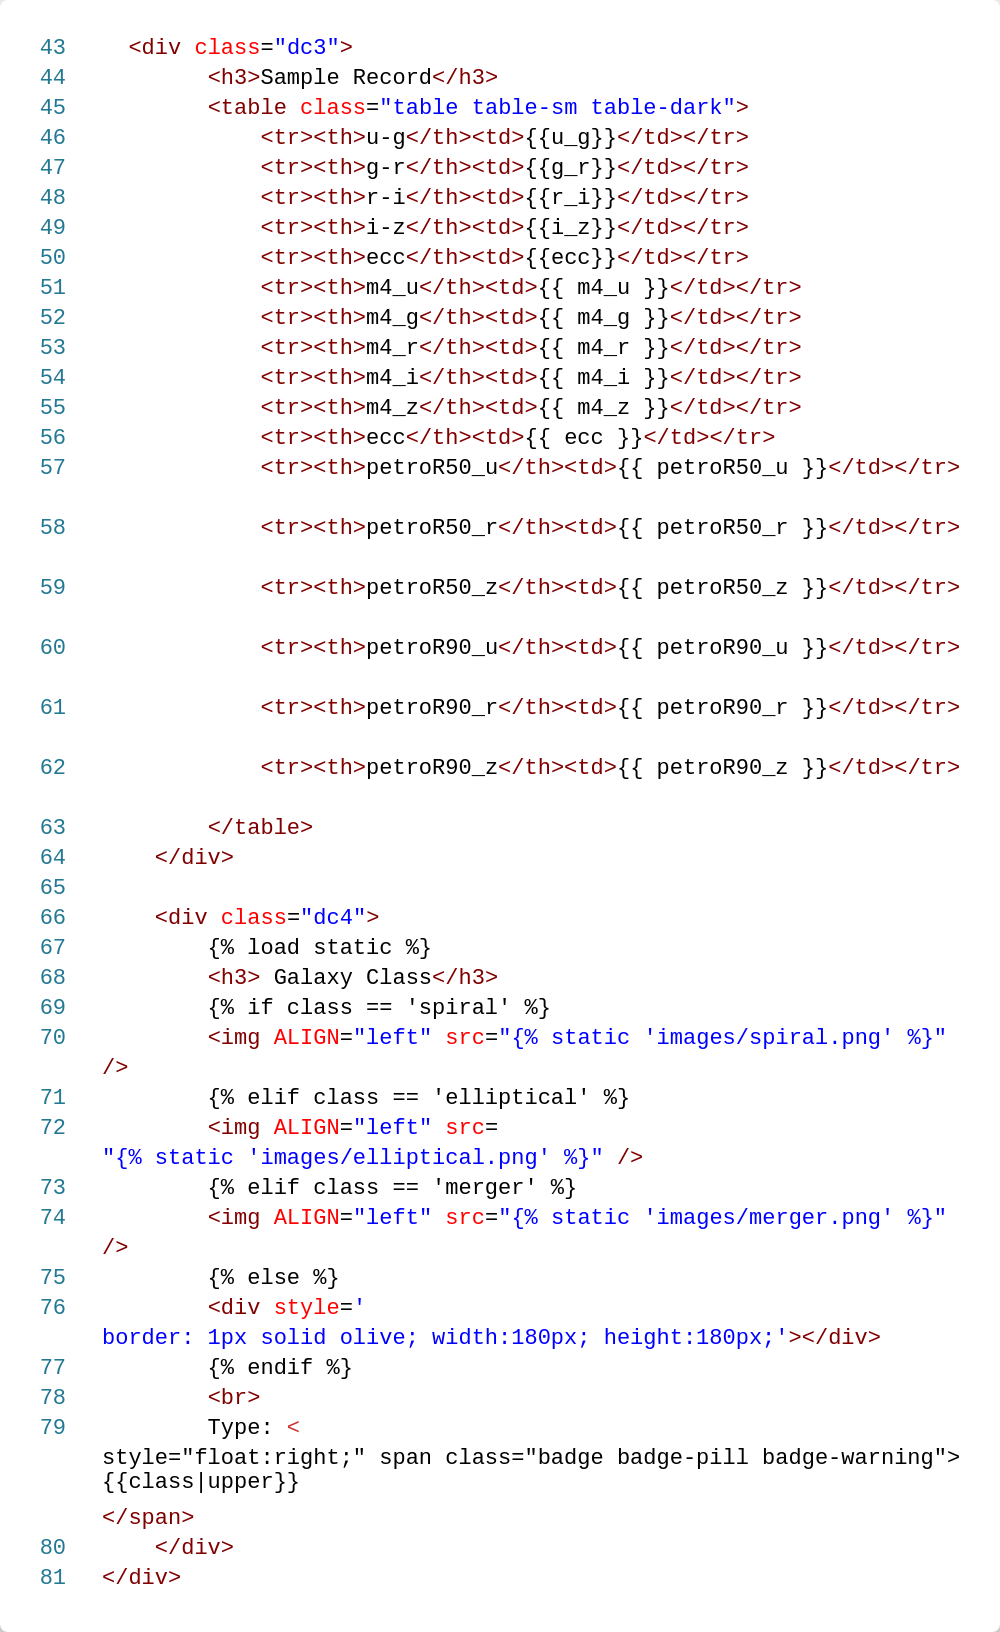 43 <div class="dc3">
44 <h3>Sample Record</h3>
45 <table class="table table-sm table-dark">
46 <tr><th>u-g</th><td>{{u_g}}</td></tr>
47 <tr><th>g-r</th><td>{{g_r}}</td></tr>
48 <tr><th>r-i</th><td>{{r_i}}</td></tr>
49 <tr><th>i-z</th><td>{{i_z}}</td></tr>
50 <tr><th>ecc</th><td>{{ecc}}</td></tr>
51 <tr><th>m4_u</th><td>{{ m4_u }}</td></tr>
52 <tr><th>m4_g</th><td>{{ m4_g }}</td></tr>
53 <tr><th>m4_r</th><td>{{ m4_r }}</td></tr>
54 <tr><th>m4_i</th><td>{{ m4_i }}</td></tr>
55 <tr><th>m4_z</th><td>{{ m4_z }}</td></tr>
56 <tr><th>ecc</th><td>{{ ecc }}</td></tr>
57 <tr><th>petroR50_u</th><td>{{ petroR50_u }}</td></tr>
58 <tr><th>petroR50_r</th><td>{{ petroR50_r }}</td></tr>
59 <tr><th>petroR50_z</th><td>{{ petroR50_z }}</td></tr>
60 <tr><th>petroR90_u</th><td>{{ petroR90_u }}</td></tr>
61 <tr><th>petroR90_r</th><td>{{ petroR90_r }}</td></tr>
62 <tr><th>petroR90_z</th><td>{{ petroR90_z }}</td></tr>
63 </table>
64 </div>
65
66 <div class="dc4">
67 {% load static %}
68 <h3> Galaxy Class</h3>
69 {% if class == 'spiral' %}
70 <img ALIGN="left" src="{% static 'images/spiral.png' %}"
/>
71 {% elif class == 'elliptical' %}
72 <img ALIGN="left" src=
"{% static 'images/elliptical.png' %}" />
73 {% elif class == 'merger' %}
74 <img ALIGN="left" src="{% static 'images/merger.png' %}"
/>
75 {% else %}
76 <div style='
border: 1px solid olive; width:180px; height:180px;'></div>
77 {% endif %}
78 <br>
79 Type: <
style="float:right;" span class="badge badge-pill badge-warning">
{{class|upper}}
</span>
80 </div>
81 </div>